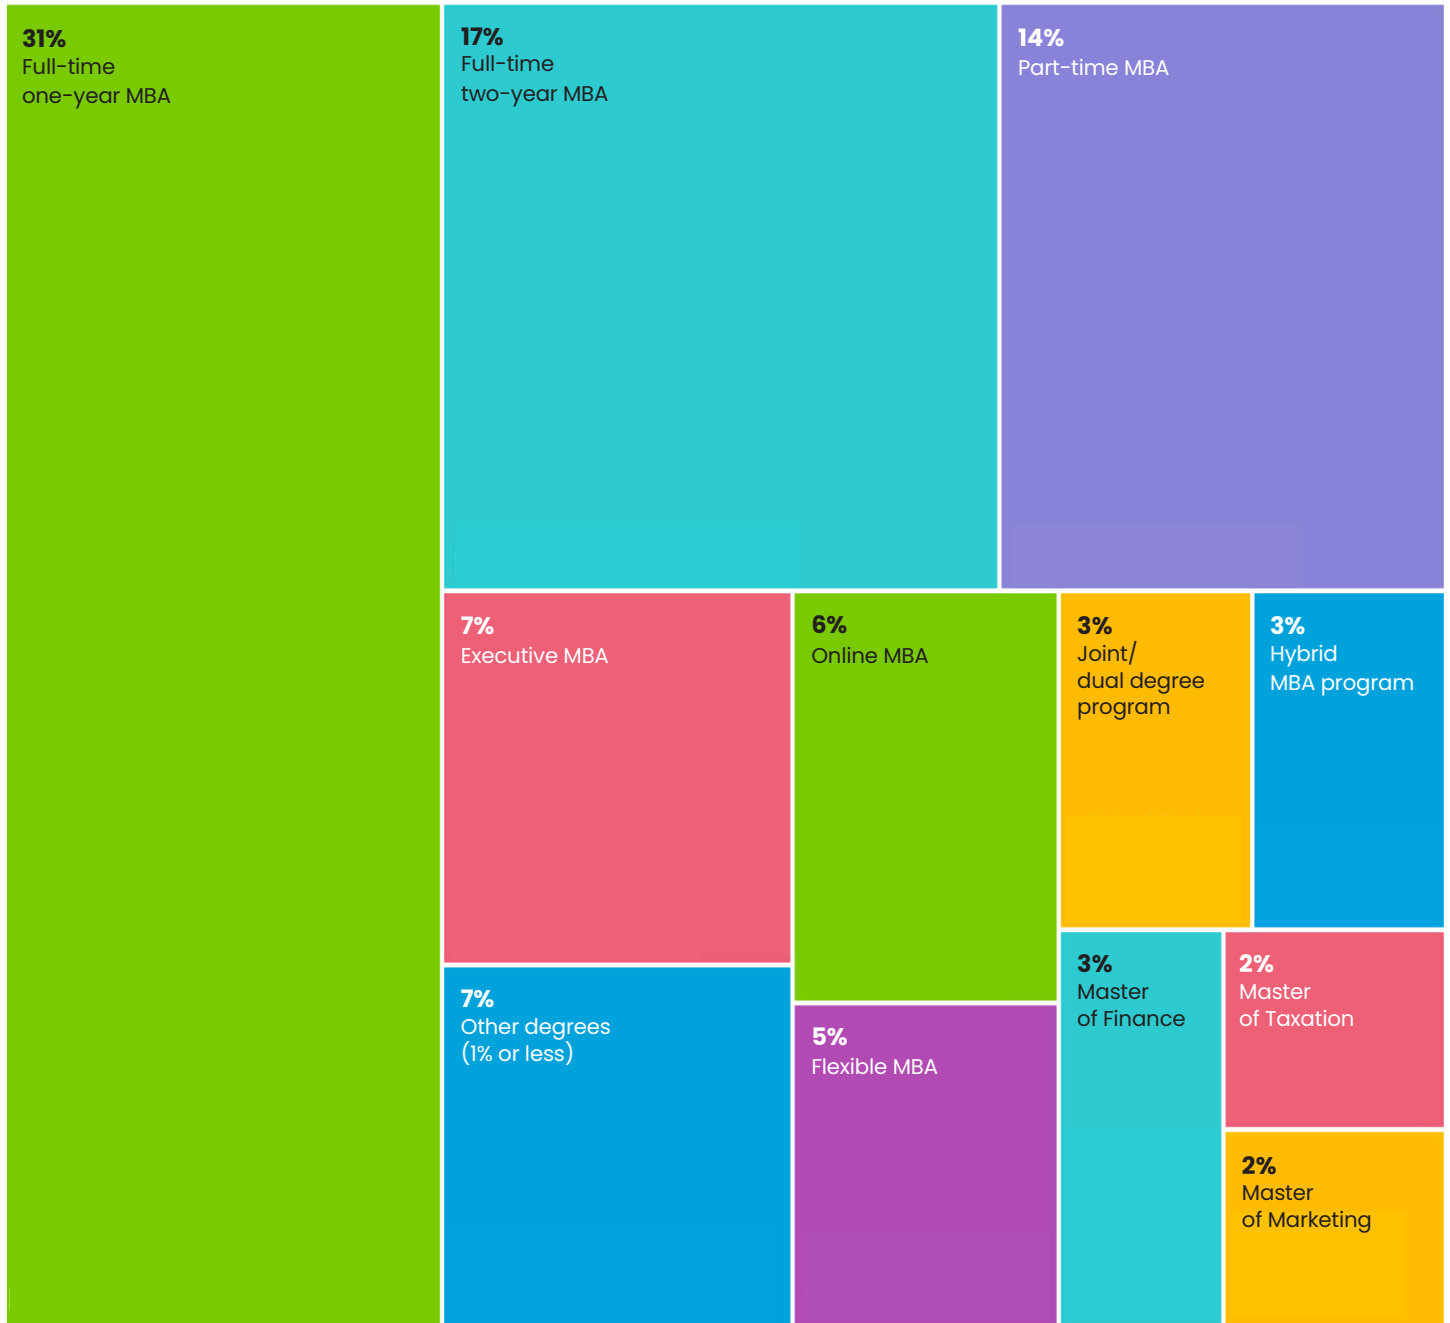 31%
Full-time
one-year MBA
17%
Full-time
two-year MBA
14%
Part-time MBA
7%
Executive MBA
6%
Online MBA
3%
Joint/
dual degree
program
3%
Hybrid
MBA program
7%
Other degrees
(1% or less)
5%
Flexible MBA
3%
Master
of Finance
2%
Master
of Taxation
2%
Master
of Marketing